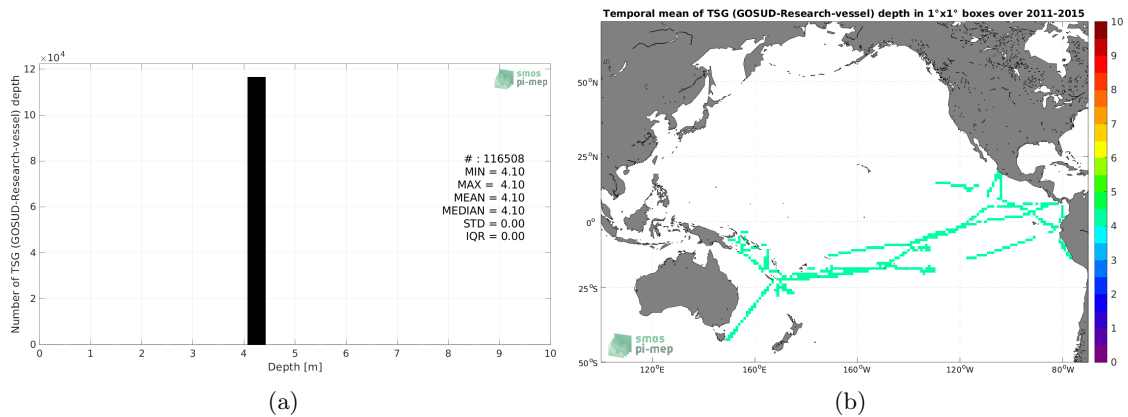 ×10⁴
12
10
8
6
4
2
0
Number of TSG (GOSUD-Research-vessel) depth
0 1 2 3 4 5 6 7 8 9 10
Depth [m]
smos
pi-mep
# : 116508
MIN = 4.10
MAX = 4.10
MEAN = 4.10
MEDIAN = 4.10
STD = 0.00
IQR = 0.00
(a)
Temporal mean of TSG (GOSUD-Research-vessel) depth in 1°x1° boxes over 2011-2015
50°N
25°N
0°
25°S
50°S
120°E 160°E 160°W 120°W 80°W
smos
pi-mep
10
9
8
7
6
5
4
3
2
1
0
(b)